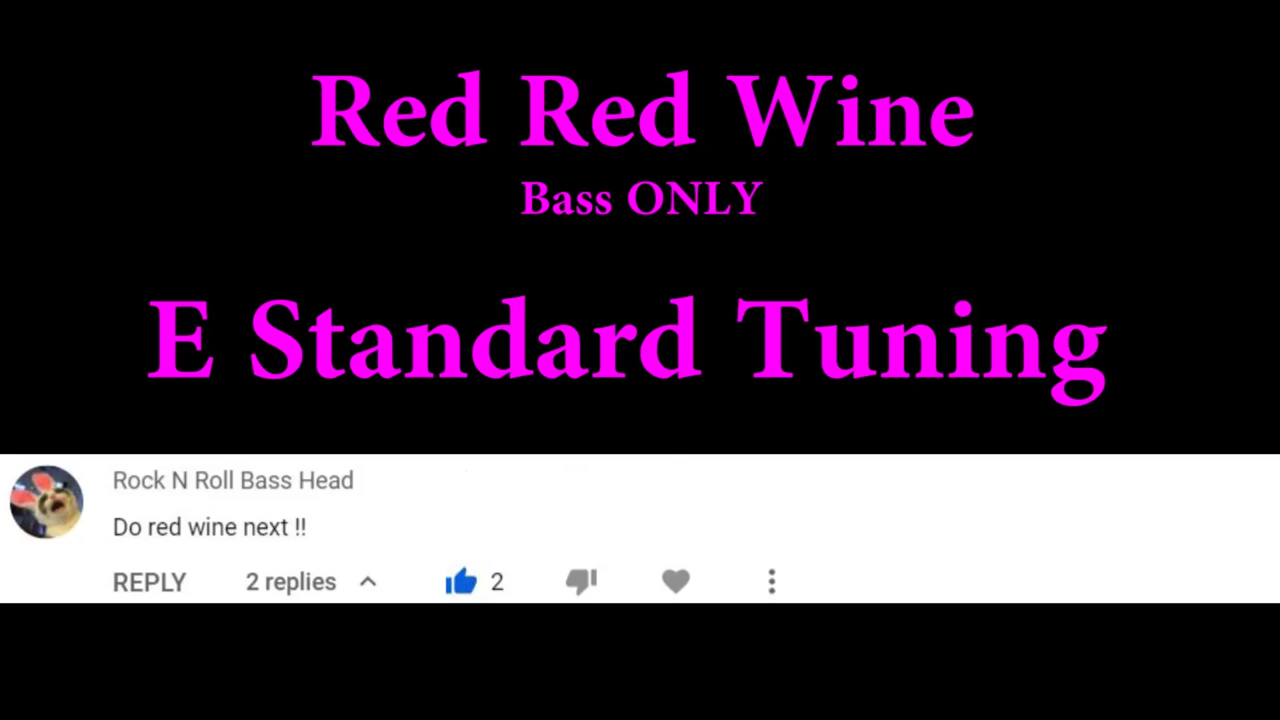 Red Red Wine
Bass ONLY
E Standard Tuning
Rock N Roll Bass Head
Do red wine next !!
REPLY 2 replies 2